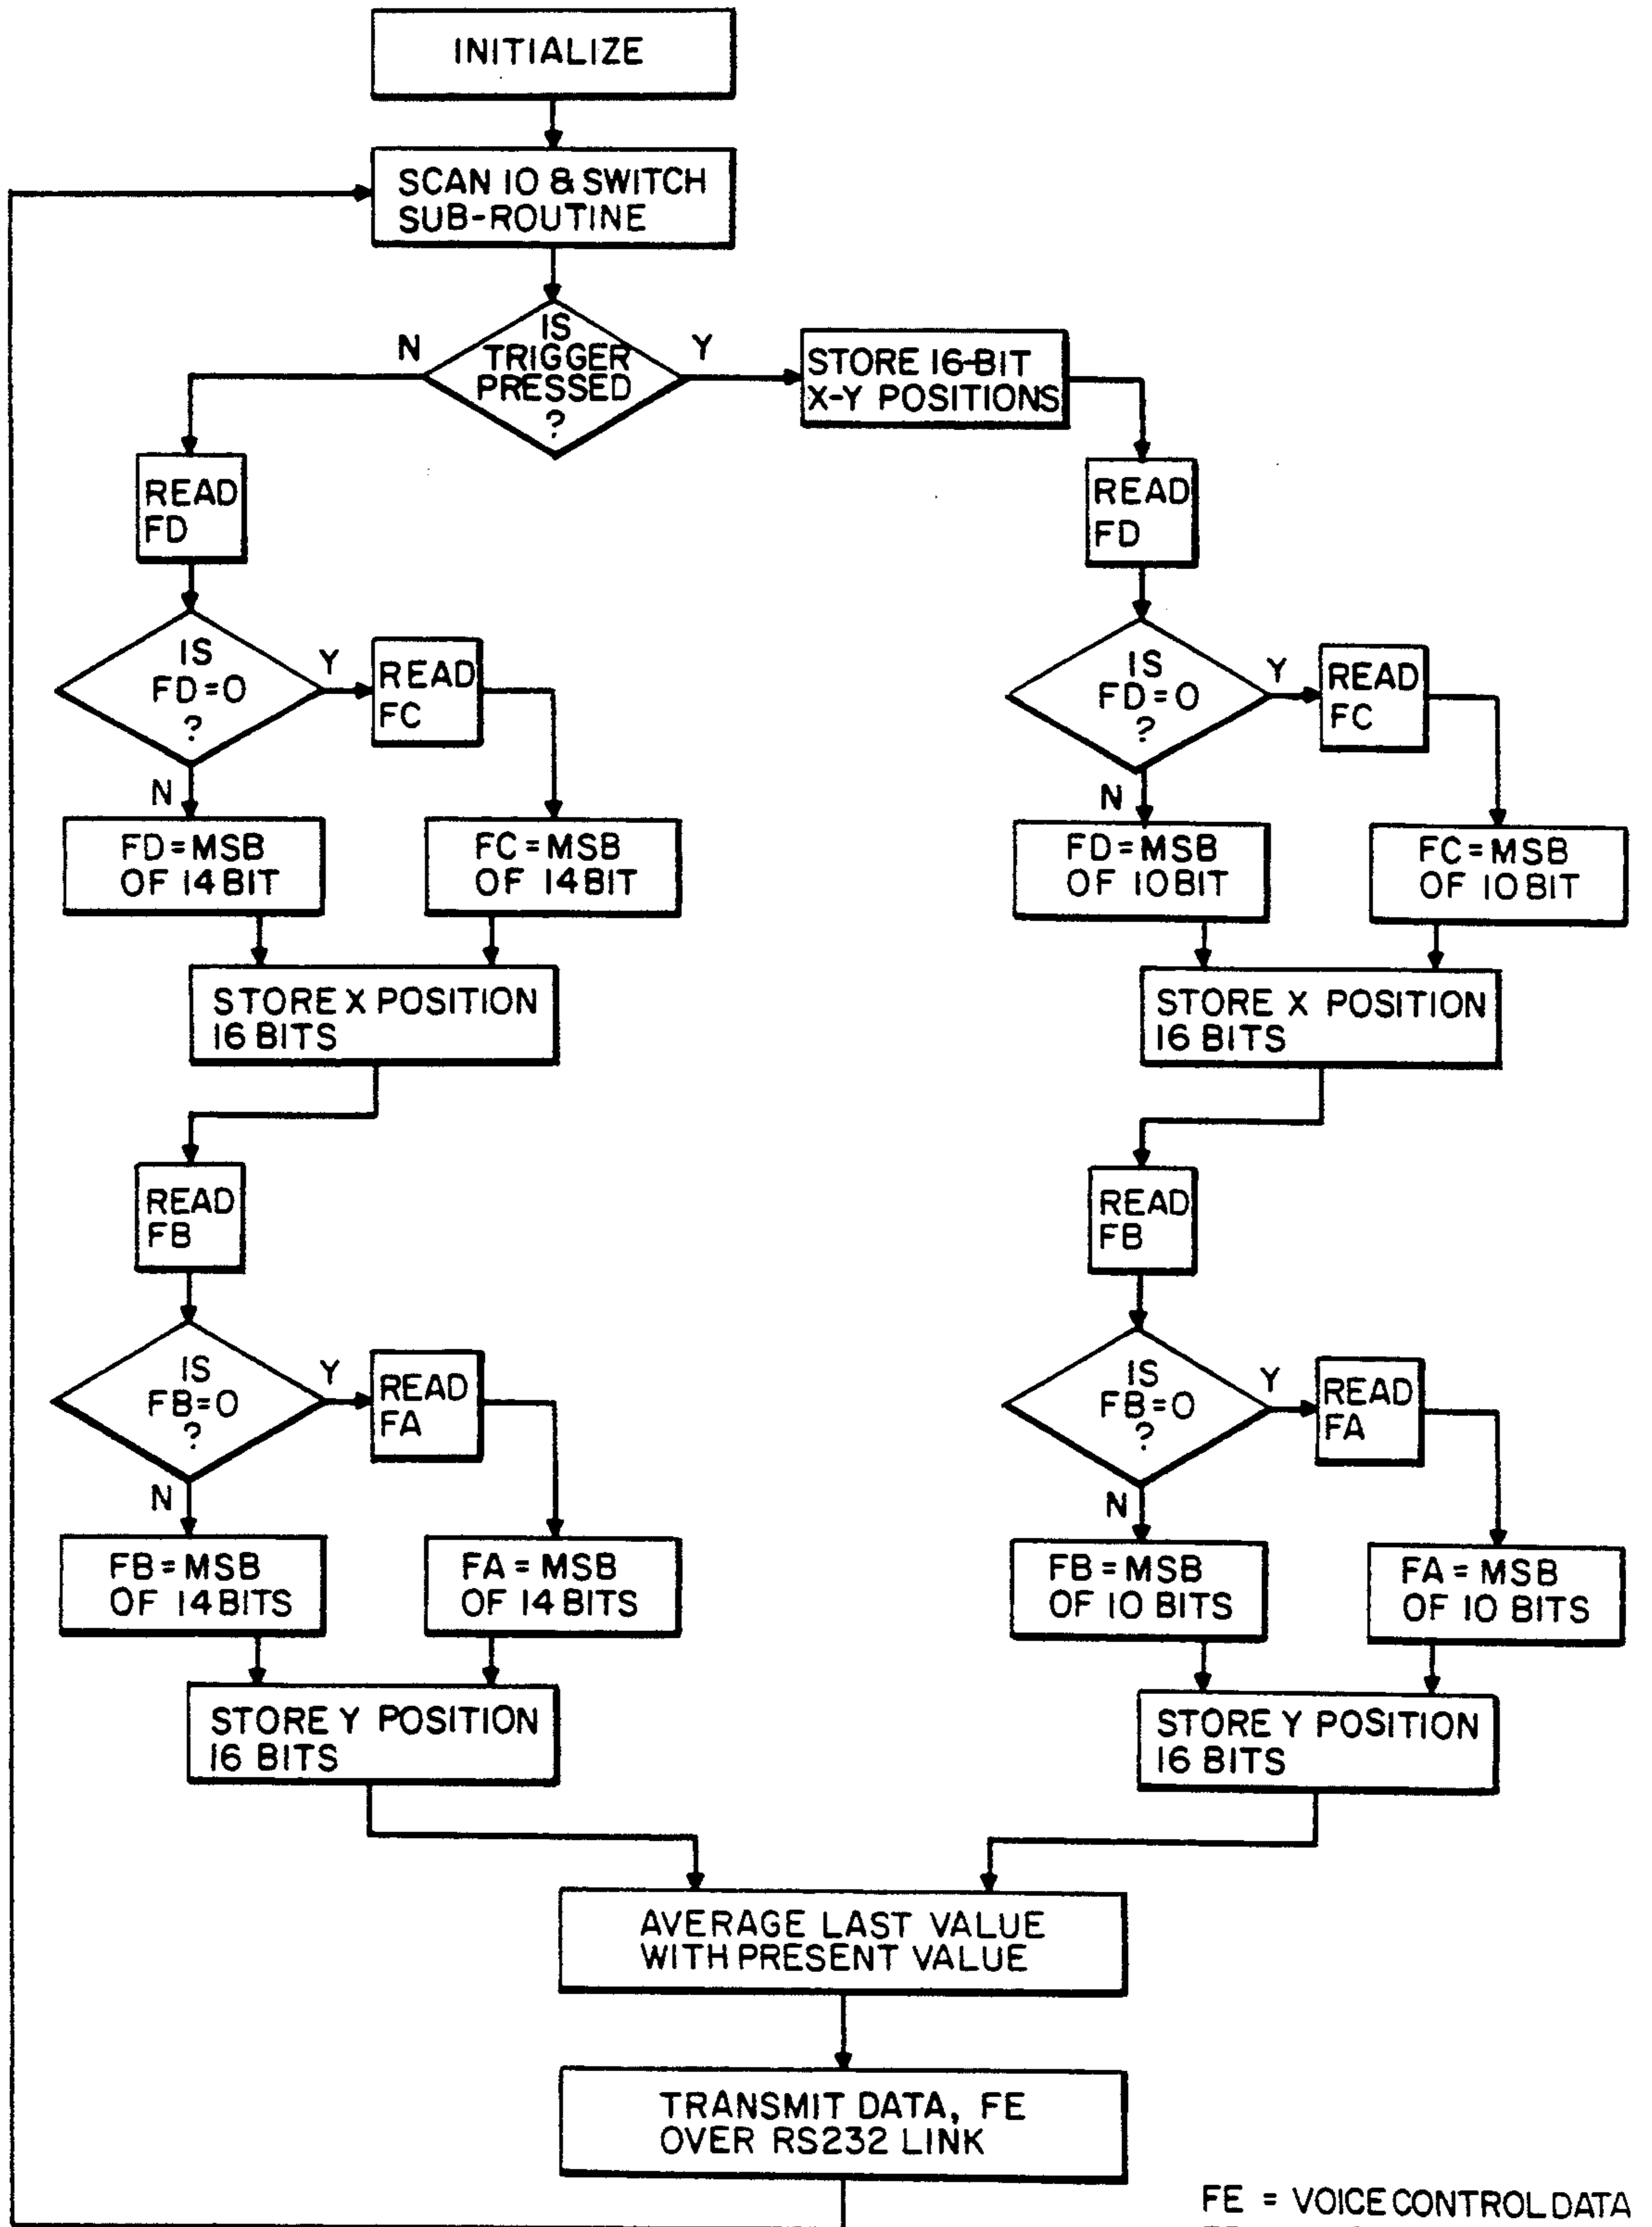 INITIALIZE
SCAN IO & SWITCH
SUB-ROUTINE
IS
TRIGGER
PRESSED
?
N
Y
STORE 16-BIT
X-Y POSITIONS
READ
FD
IS
FD=0
?
Y
READ
FC
N
FD=MSB
OF 14 BIT
FC=MSB
OF 14 BIT
STORE X POSITION
16 BITS
READ
FB
IS
FB=0
?
Y
READ
FA
N
FB=MSB
OF 14 BITS
FA=MSB
OF 14 BITS
STORE Y POSITION
16 BITS
READ
FD
IS
FD=0
?
Y
READ
FC
N
FD=MSB
OF 10 BIT
FC=MSB
OF 10 BIT
STORE X POSITION
16 BITS
READ
FB
IS
FB=0
?
Y
READ
FA
N
FB=MSB
OF 10 BITS
FA=MSB
OF 10 BITS
STORE Y POSITION
16 BITS
AVERAGE LAST VALUE
WITH PRESENT VALUE
TRANSMIT DATA, FE
OVER RS232 LINK
FE = VOICE CONTROL DATA